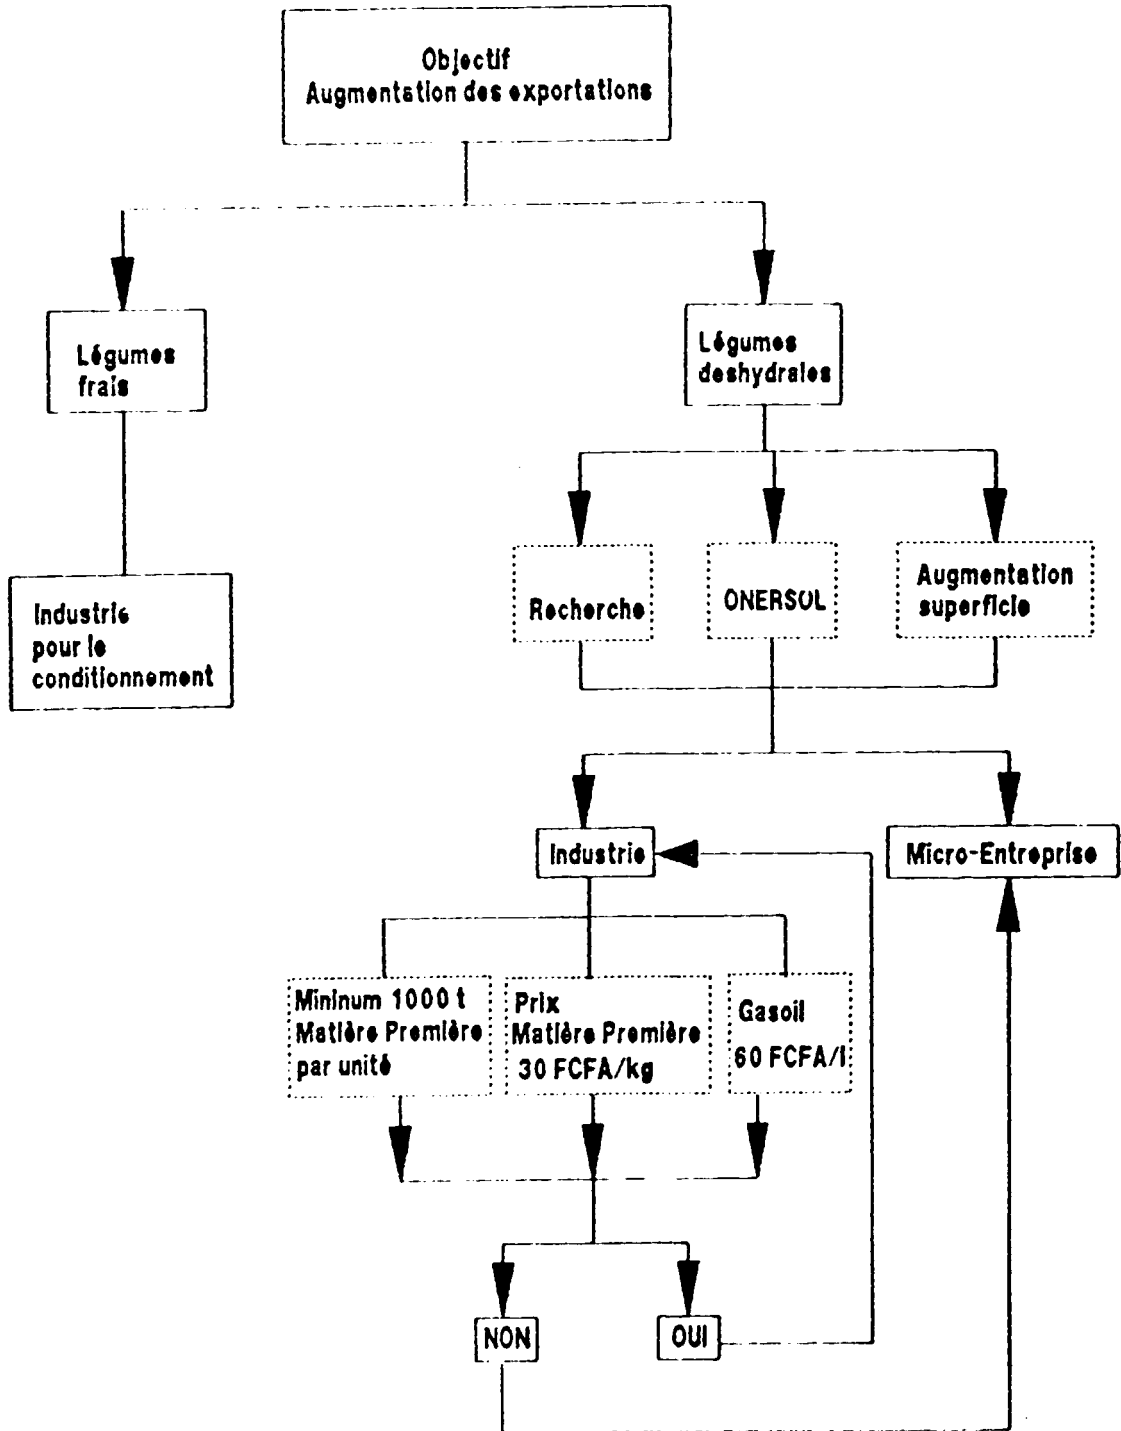 Objectif
Augmentation des exportations
Légumes
frais
Légumes
deshydrales
Industrie
pour le
conditionnement
Recherche
ONERSOL
Augmentation
superficie
Industrie
Micro-Entreprise
Mininum 1000 t
Matière Première
par unité
Prix
Matière Première
30 FCFA/kg
Gasoil
60 FCFA/l
NON
OUI